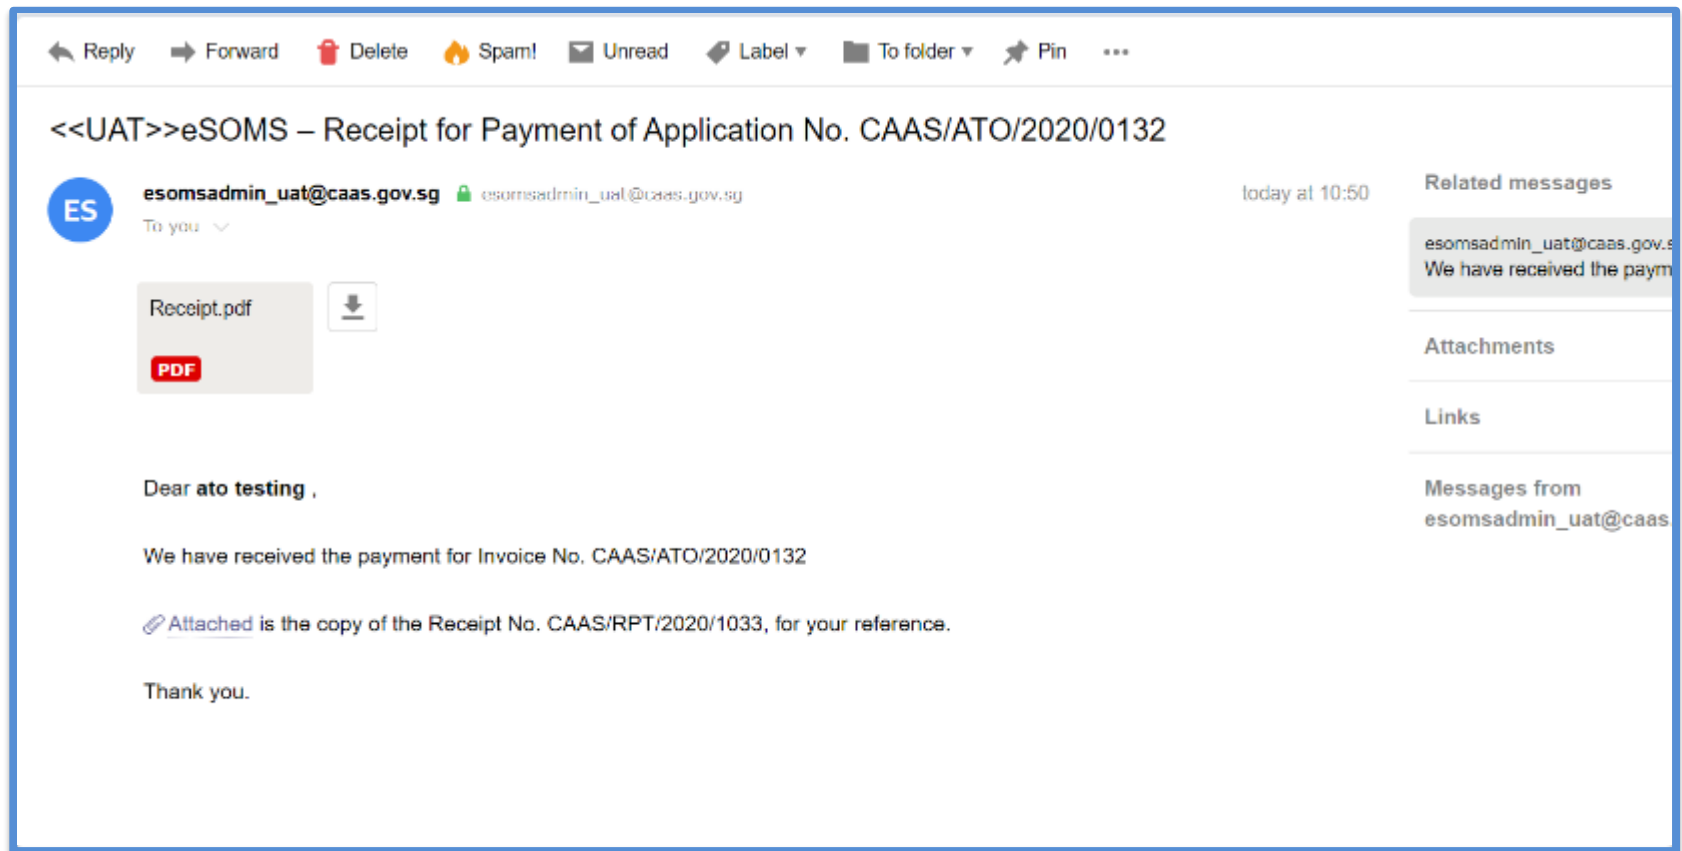 Reply Forward Delete Spam! Unread Label To folder Pin
<<UAT>>eSOMS – Receipt for Payment of Application No. CAAS/ATO/2020/0132
ES
esomsadmin_uat@caas.gov.sg esomsadmin_uat@caas.gov.sg today at 10:50
To you
Receipt.pdf
PDF
Dear ato testing ,
We have received the payment for Invoice No. CAAS/ATO/2020/0132
Attached is the copy of the Receipt No. CAAS/RPT/2020/1033, for your reference.
Thank you.
Related messages
esomsadmin_uat@caas.gov.s
We have received the paym
Attachments
Links
Messages from
esomsadmin_uat@caas.